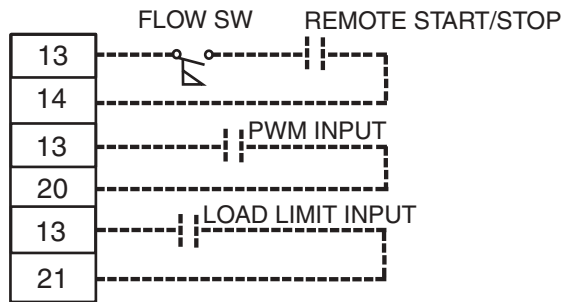 FLOW SW REMOTE START/STOP
13
14
13 PWM INPUT
20
13 LOAD LIMIT INPUT
21